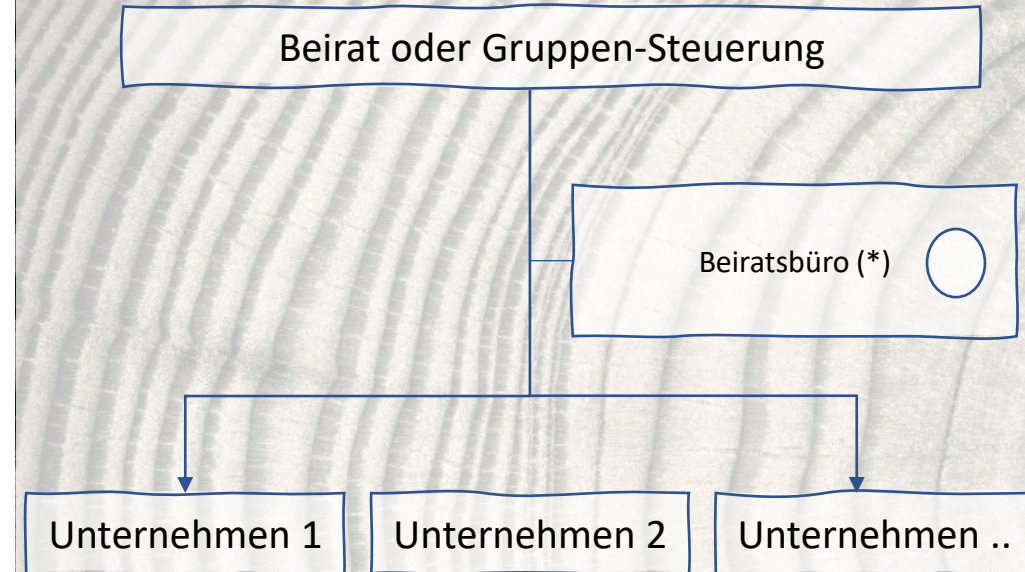 Beirat oder Gruppen-Steuerung
Beiratsbüro (*)
Unternehmen 1
Unternehmen 2
Unternehmen ..